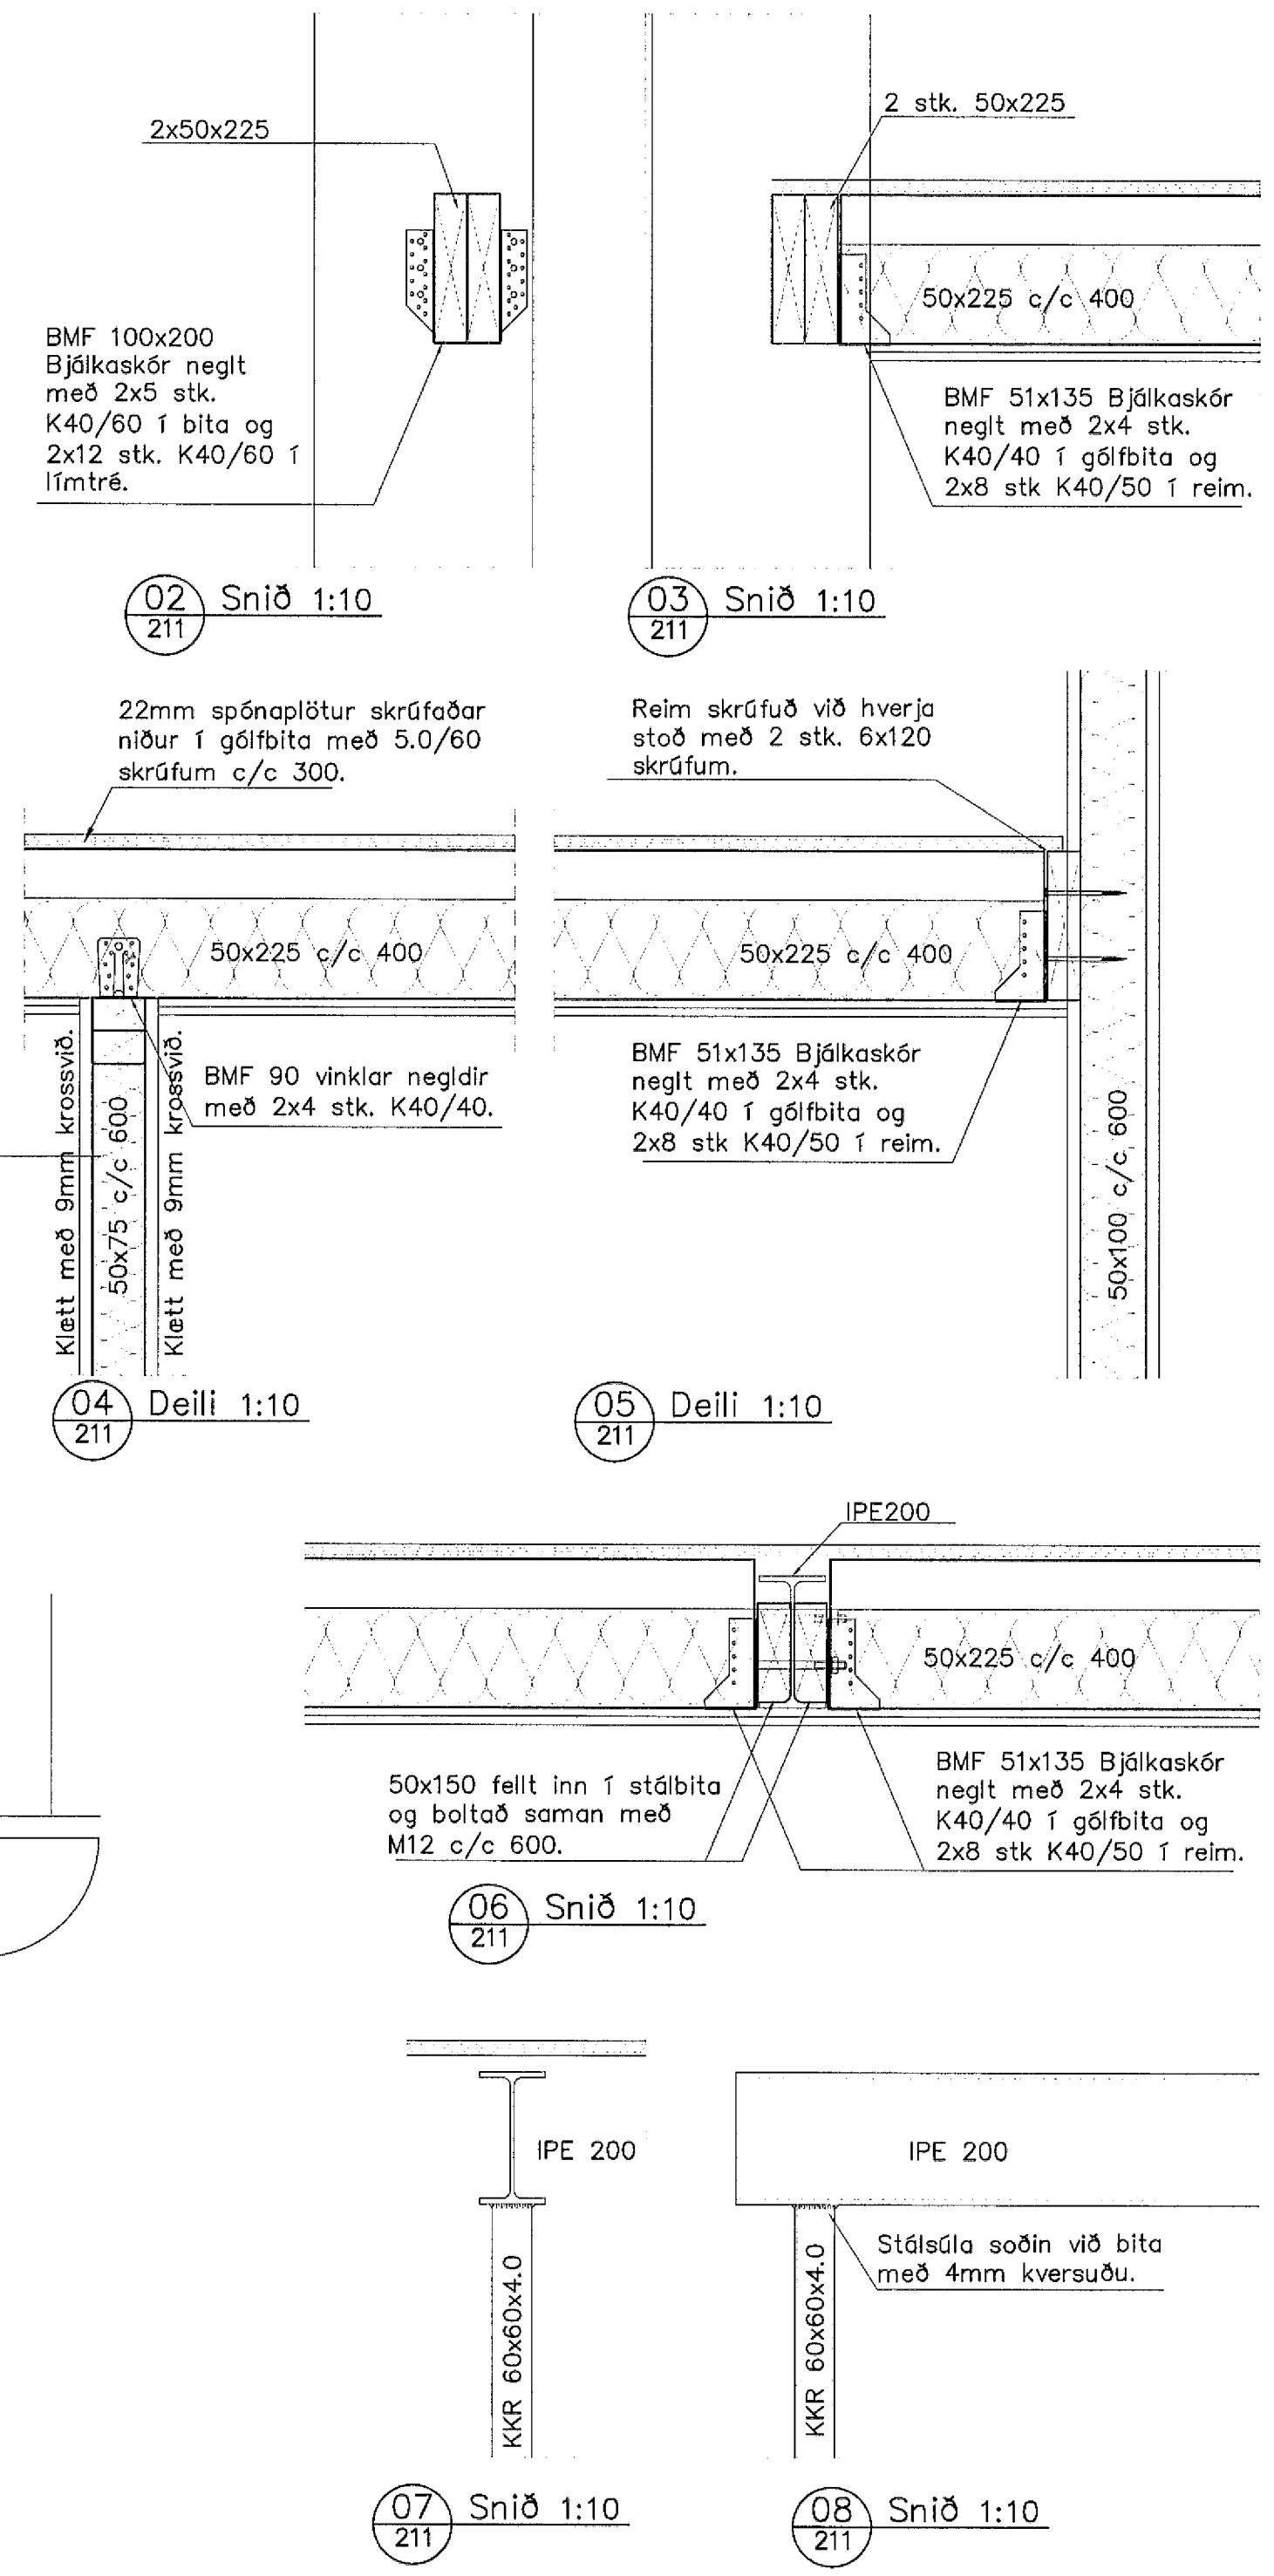 2x50x225
BMF 100x200
Bjálkaskór neglt
með 2x5 stk.
K40/60 í bita og
2x12 stk. K40/60 í
límtré.
02
211
Snið 1:10
2 stk. 50x225
50x225 c/c 400
BMF 51x135 Bjálkaskór
neglt með 2x4 stk.
K40/40 í gólfbita og
2x8 stk K40/50 í reim.
03
211
Snið 1:10
22mm spónaplötur skrúfaðar
niður í gólfbita með 5.0/60
skrúfum c/c 300.
50x225 c/c 400
BMF 90 vinklar negldir
með 2x4 stk. K40/40.
Klætt með 9mm krossvið.
50x75 c/c 600
Klætt með 9mm krossvið.
04
211
Deili 1:10
Reim skrúfuð við hverja
stoð með 2 stk. 6x120
skrúfum.
50x225 c/c 400
BMF 51x135 Bjálkaskór
neglt með 2x4 stk.
K40/40 í gólfbita og
2x8 stk K40/50 í reim.
50x100 c/c 600
05
211
Deili 1:10
IPE200
50x225 c/c 400
50x150 fellt inn í stálbita
og boltað saman með
M12 c/c 600.
BMF 51x135 Bjálkaskór
neglt með 2x4 stk.
K40/40 í gólfbita og
2x8 stk K40/50 í reim.
06
211
Snið 1:10
IPE 200
KKR 60x60x4.0
07
211
Snið 1:10
IPE 200
Stálsúla soðin við bita
með 4mm kversuðu.
KKR 60x60x4.0
08
211
Snið 1:10